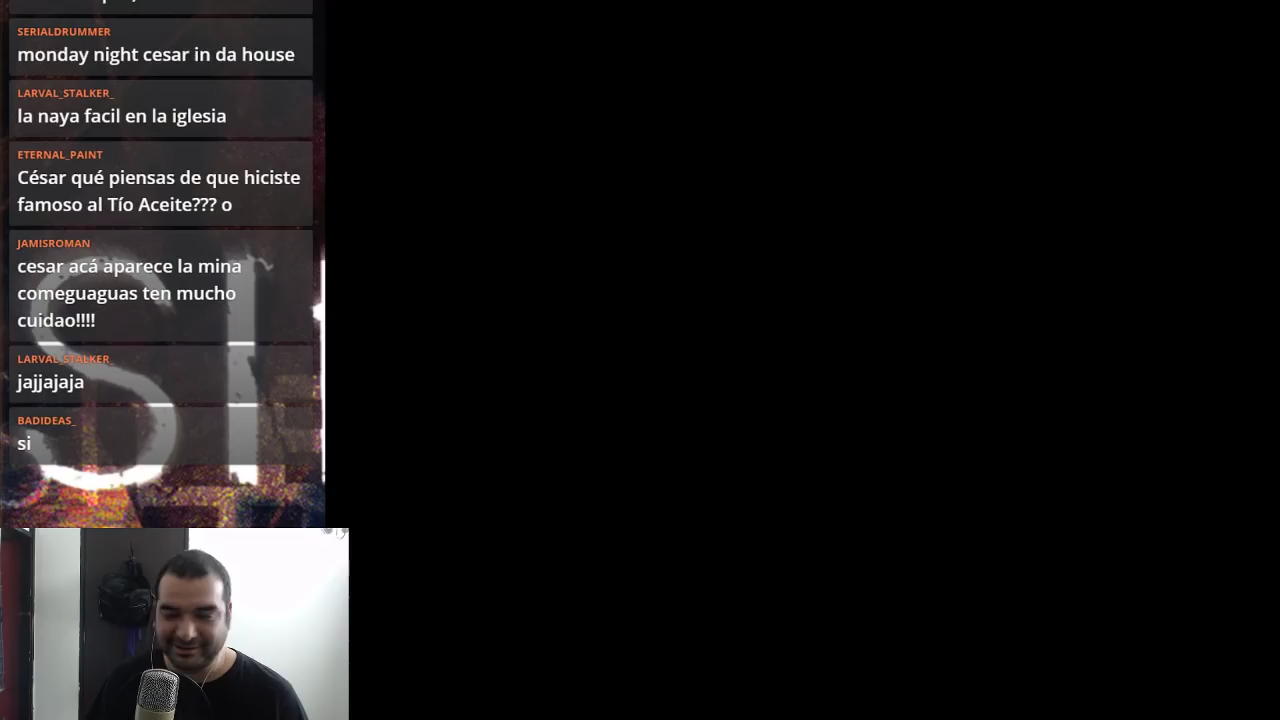 SERIALDRUMMER
monday night cesar in da house
LARVAL_STALKER_
la naya facil en la iglesia
ETERNAL_PAINT
César qué piensas de que hiciste
famoso al Tío Aceite??? o
JAMISROMAN
cesar acá aparece la mina
comeguaguas ten mucho
cuidao!!!!
LARVAL_STALKER_
jajjajaja
BADIDEAS_
si